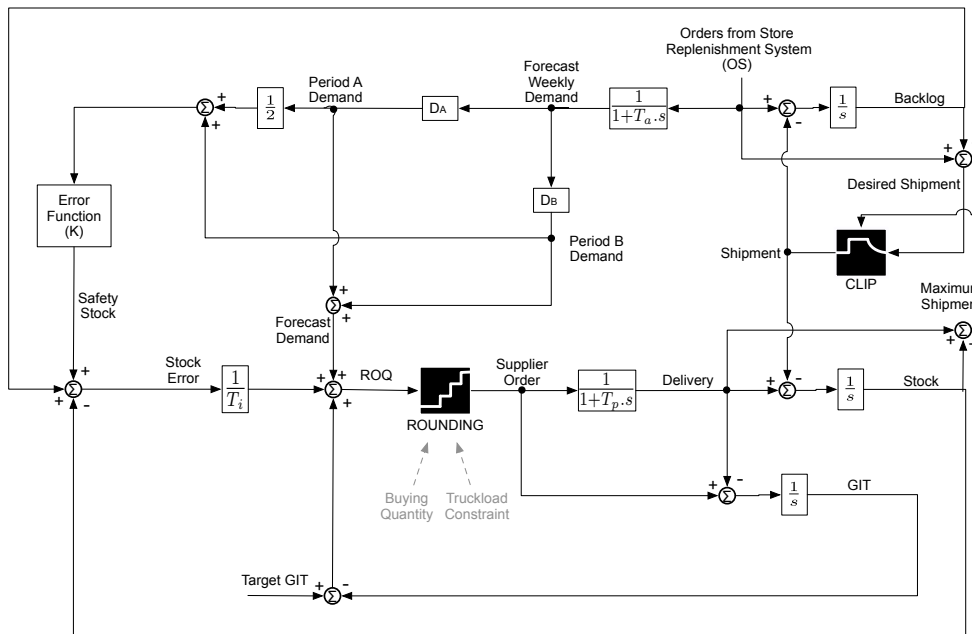 Orders from Store
Replenishment System
(OS)
Period A
Demand
Forecast
Weekly
Demand
+
+
1
2
DA
1
1+Ta.s
+
-
1
s
Backlog
+
+
Desired Shipment
Error
Function
(K)
DB
Period B
Demand
Shipment
CLIP
Safety
Stock
+
+
Forecast
Demand
Maximum
Shipment
+
-
Stock
Error
+
+
-
1
Ti
+
+
+
ROQ
ROUNDING
Supplier
Order
1
1+Tp.s
Delivery
+
-
1
s
Stock
Buying
Quantity
Truckload
Constraint
+
-
1
s
GIT
Target GIT
+
-